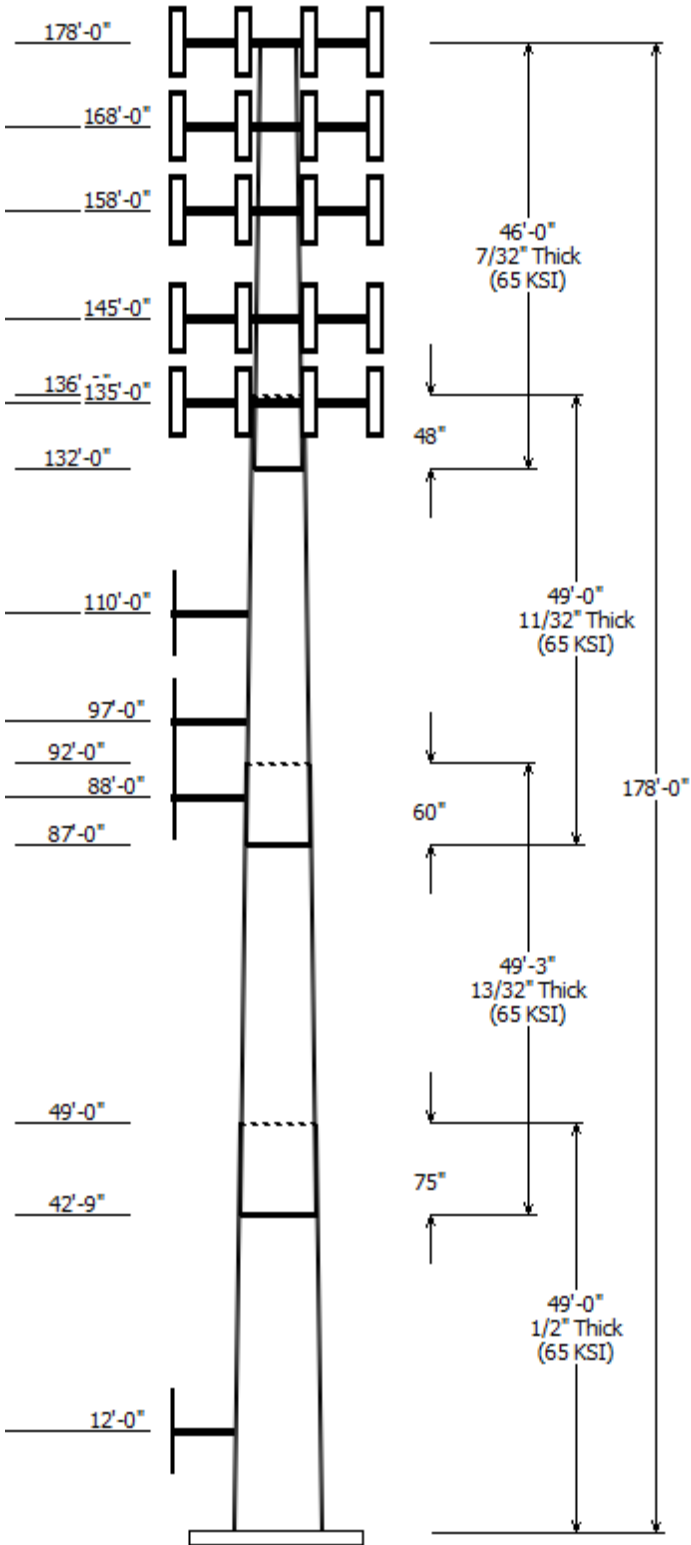 178'-0"
168'-0"
158'-0"
46'-0"
7/32" Thick
(65 KSI)
145'-0"
136'
135'-0"
48"
132'-0"
49'-0"
11/32" Thick
(65 KSI)
110'-0"
97'-0"
92'-0"
88'-0"
178'-0"
60"
87'-0"
49'-3"
13/32" Thick
(65 KSI)
49'-0"
75"
42'-9"
49'-0"
1/2" Thick
(65 KSI)
12'-0"